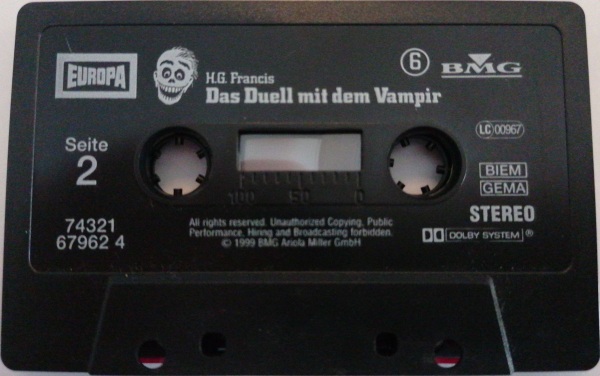 EUROPA
H.G. Francis
Das Duell mit dem Vampir
6
BMG
Seite
2
LC 00967
100 50 0
BIEM
GEMA
STEREO
74321
67962 4
All rights reserved. Unauthorized Copying, Public
Performance, Hiring and Broadcasting forbidden.
© 1999 BMG Ariola Miller GmbH
DOLBY SYSTEM ®